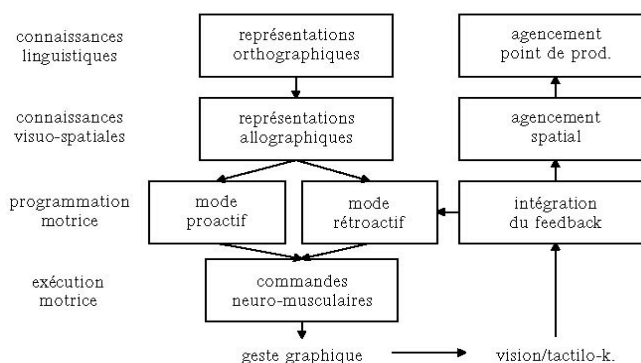 connaissances
linguistiques
représentations
orthographiques
agencement
point de prod.
connaissances
visuo-spatiales
représentations
allographiques
agencement
spatial
programmation
motrice
mode
proactif
mode
rétroactif
intégration
du feedback
exécution
motrice
commandes
neuro-musculaires
geste graphique
vision/tactilo-k.